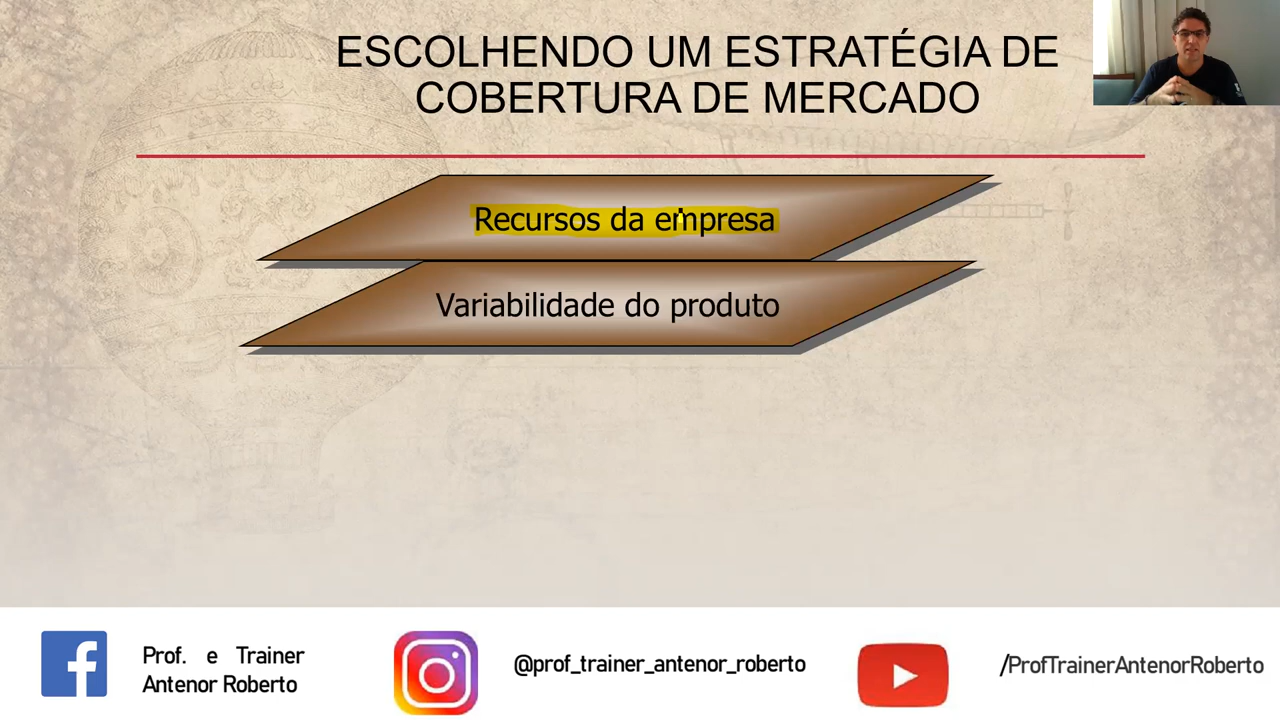 ESCOLHENDO UM ESTRATÉGIA DE
COBERTURA DE MERCADO
Recursos da empresa
Variabilidade do produto
Prof. e Trainer
Antenor Roberto
@prof_trainer_antenor_roberto
/ProfTrainerAntenorRoberto